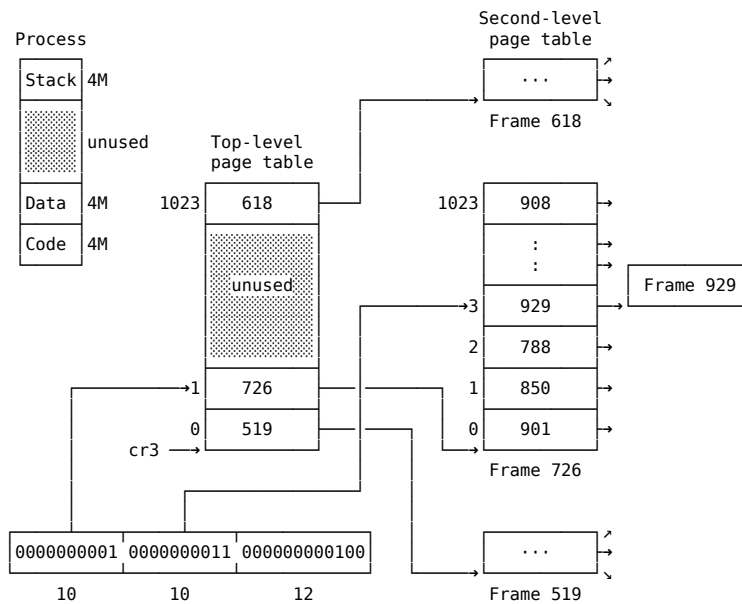 Process
Second-level
page table
Stack 4M
...
Frame 618
unused
Top-level
page table
Data 4M
1023 618
1023 908
Code 4M
:
:
unused
Frame 929
3 929
2 788
1 726
1 850
0 519
0 901
cr3
Frame 726
0000000001 0000000011 000000000100
...
10 10 12
Frame 519